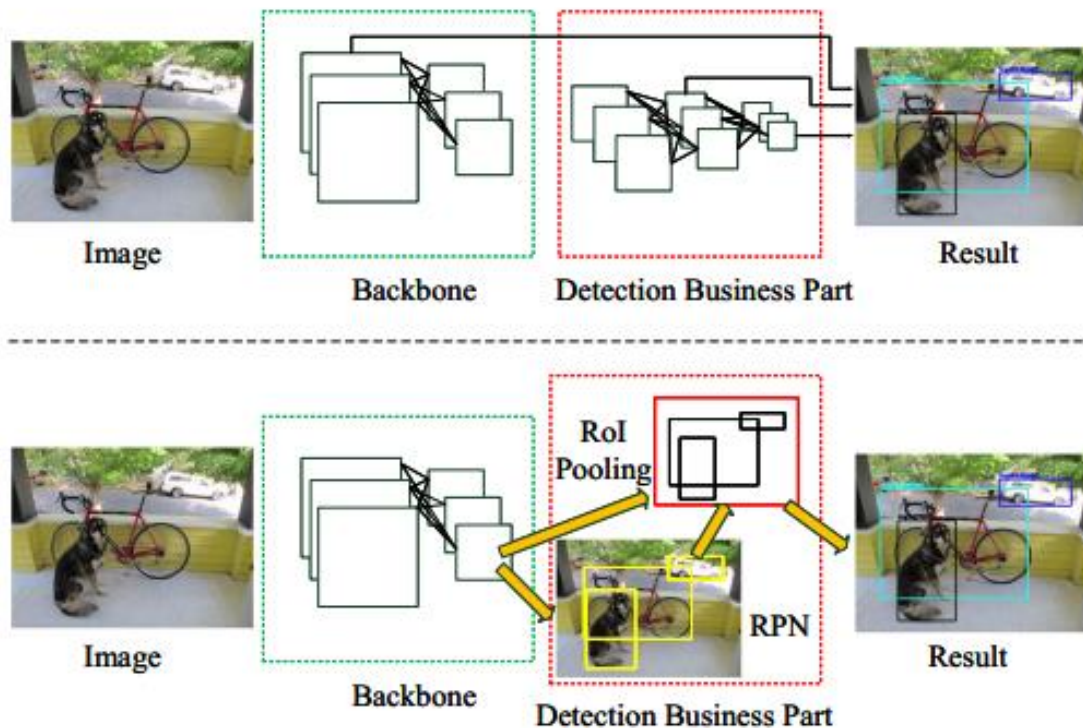 Image
Backbone
Detection Business Part
Result
RoI
Pooling
RPN
Image
Backbone
Detection Business Part
Result